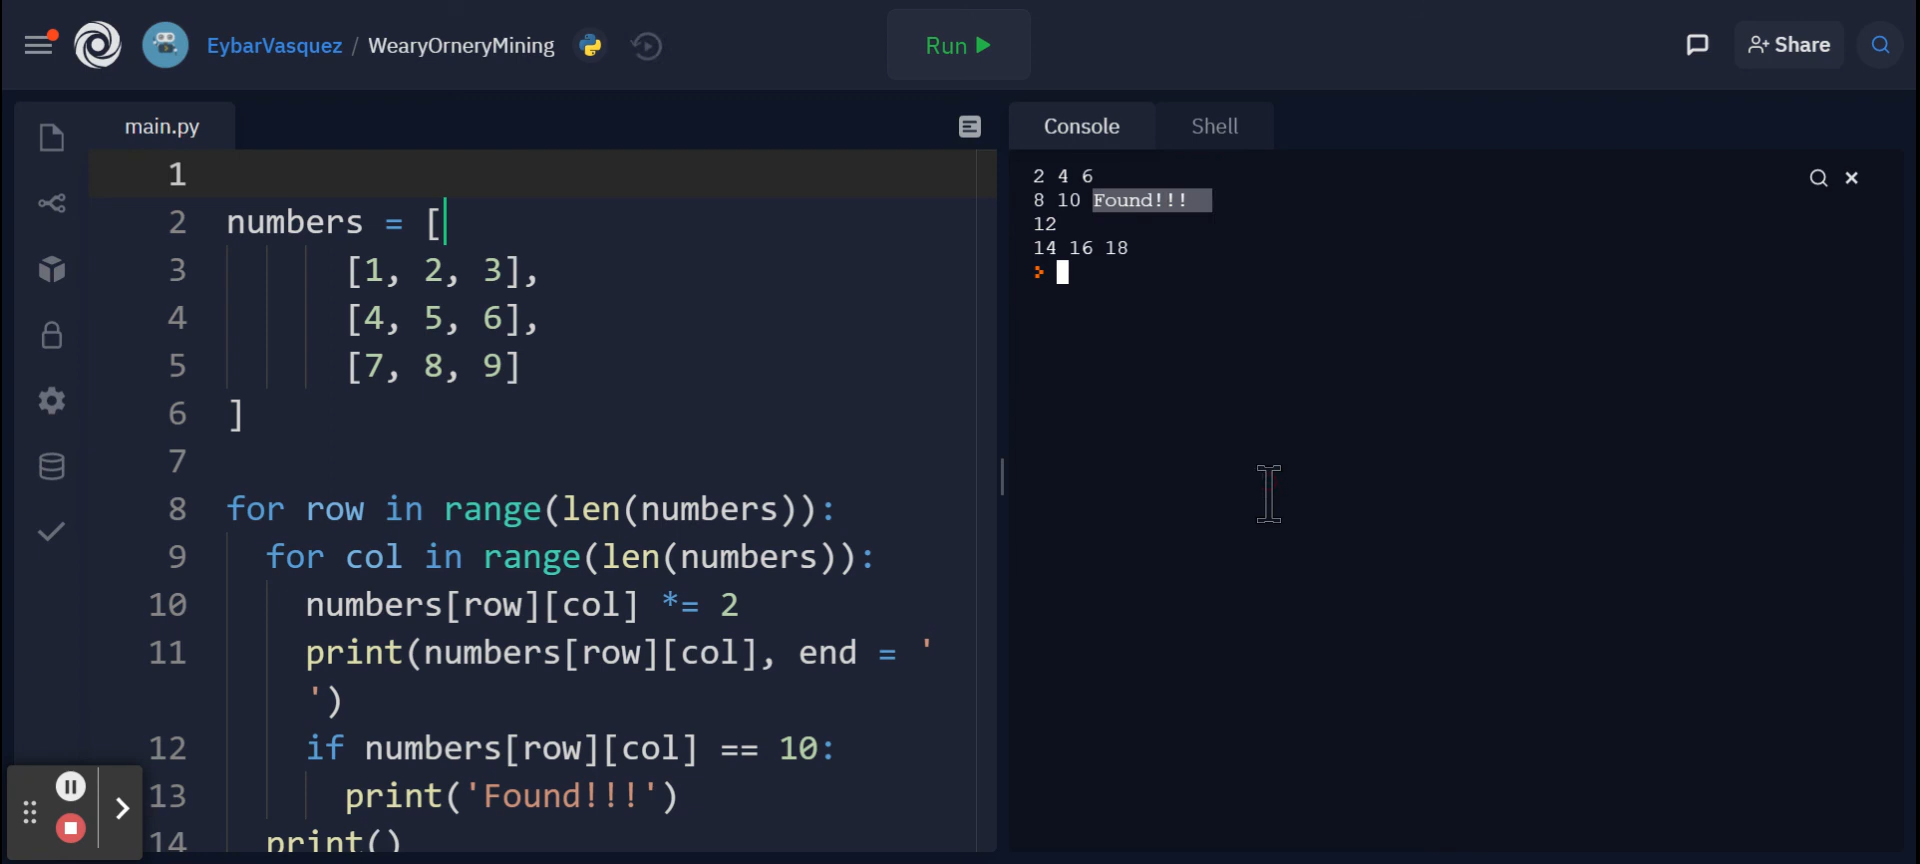 EybarVasquez / WearyOrneryMining
Run
Share
main.py
1
2 numbers = [
3 [1, 2, 3],
4 [4, 5, 6],
5 [7, 8, 9]
6 ]
7
8 for row in range(len(numbers)):
9 for col in range(len(numbers)):
10 numbers[row][col] *= 2
11 print(numbers[row][col], end = '
')
12 if numbers[row][col] == 10:
13 print('Found!!!')
14 print()
Console Shell
2 4 6
8 10 Found!!!
12
14 16 18